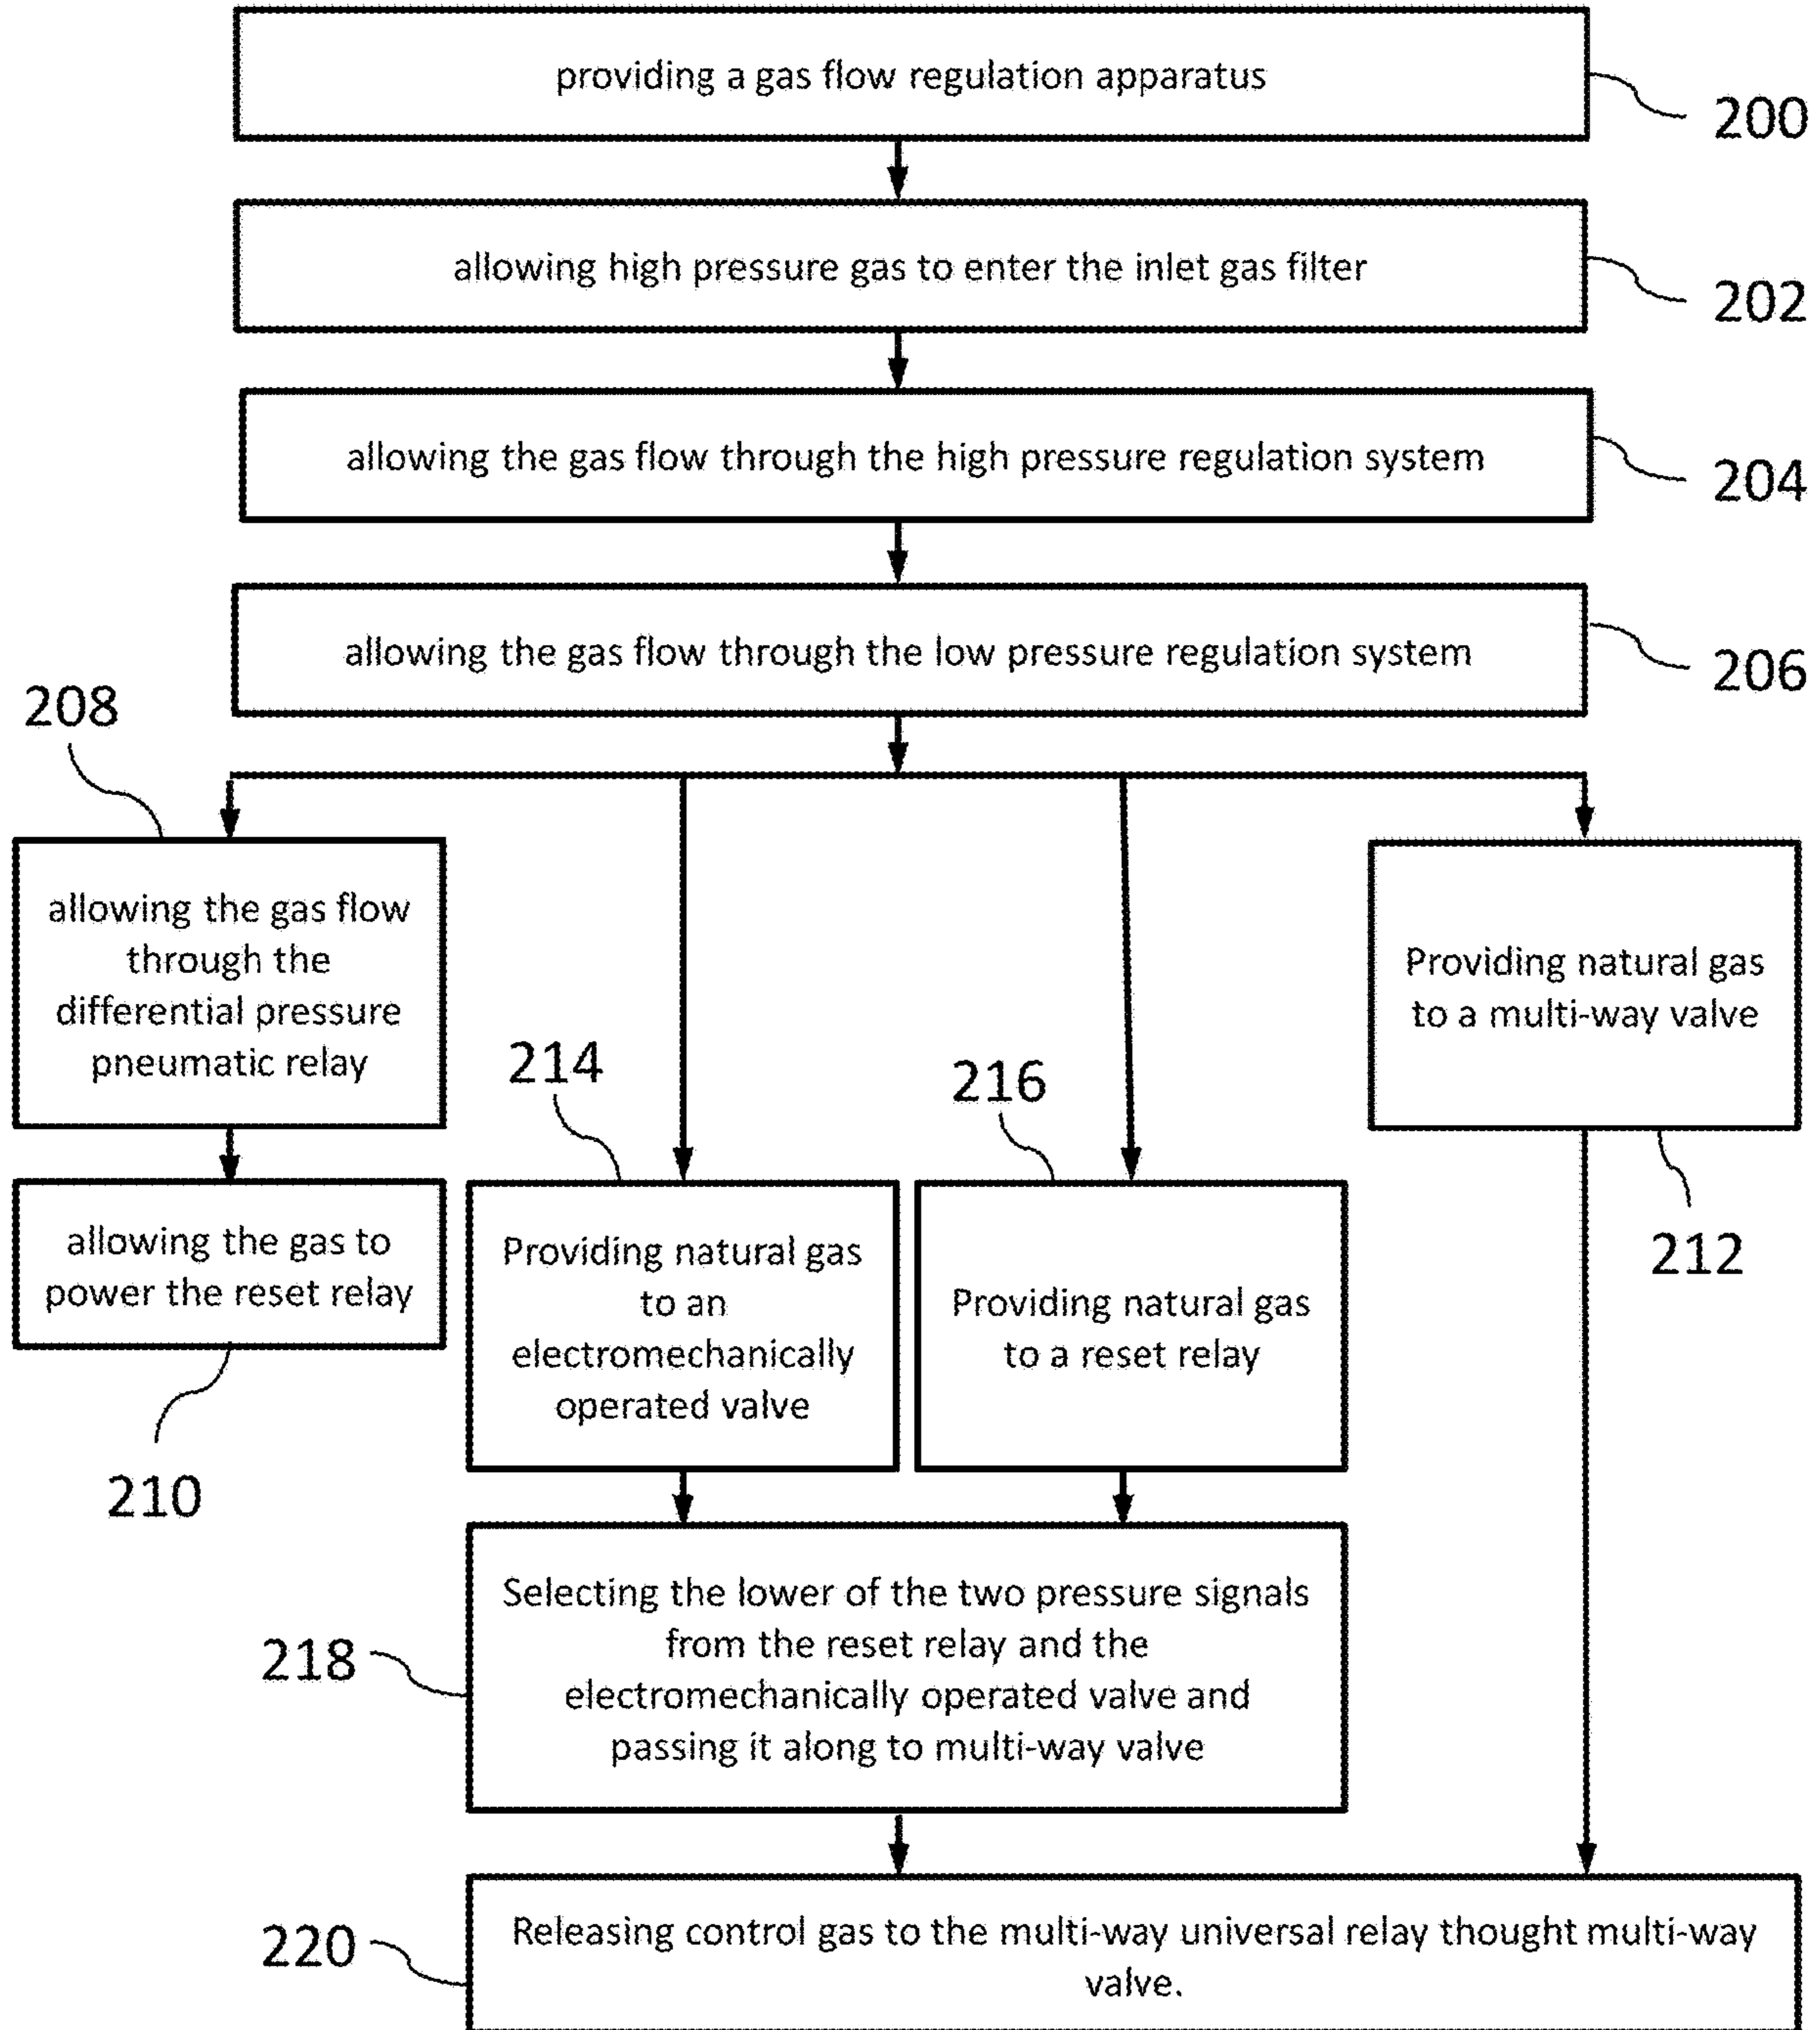 providing a gas flow regulation apparatus
200
allowing high pressure gas to enter the inlet gas filter
202
allowing the gas flow through the high pressure regulation system
204
allowing the gas flow through the low pressure regulation system
206
208
allowing the gas flow
through the
differential pressure
pneumatic relay
Providing natural gas
to a multi-way valve
212
214
216
allowing the gas to
power the reset relay
210
Providing natural gas
to an
electromechanically
operated valve
Providing natural gas
to a reset relay
Selecting the lower of the two pressure signals
from the reset relay and the
electromechanically operated valve and
passing it along to multi-way valve
218
Releasing control gas to the multi-way universal relay thought multi-way
valve.
220